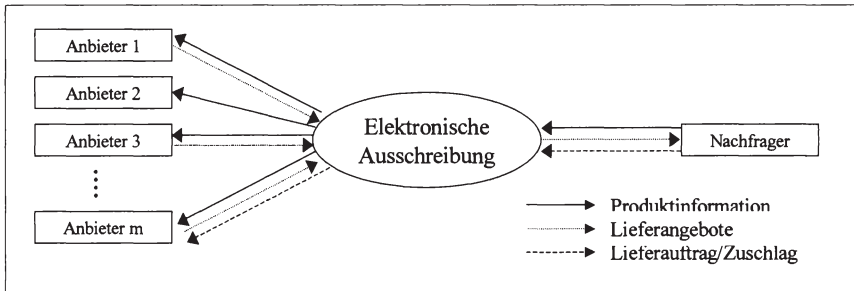 Anbieter 1
Anbieter 2
Anbieter 3
Anbieter m
Elektronische
Ausschreibung
Nachfrager
Produktinformation
Lieferangebote
Lieferauftrag/Zuschlag